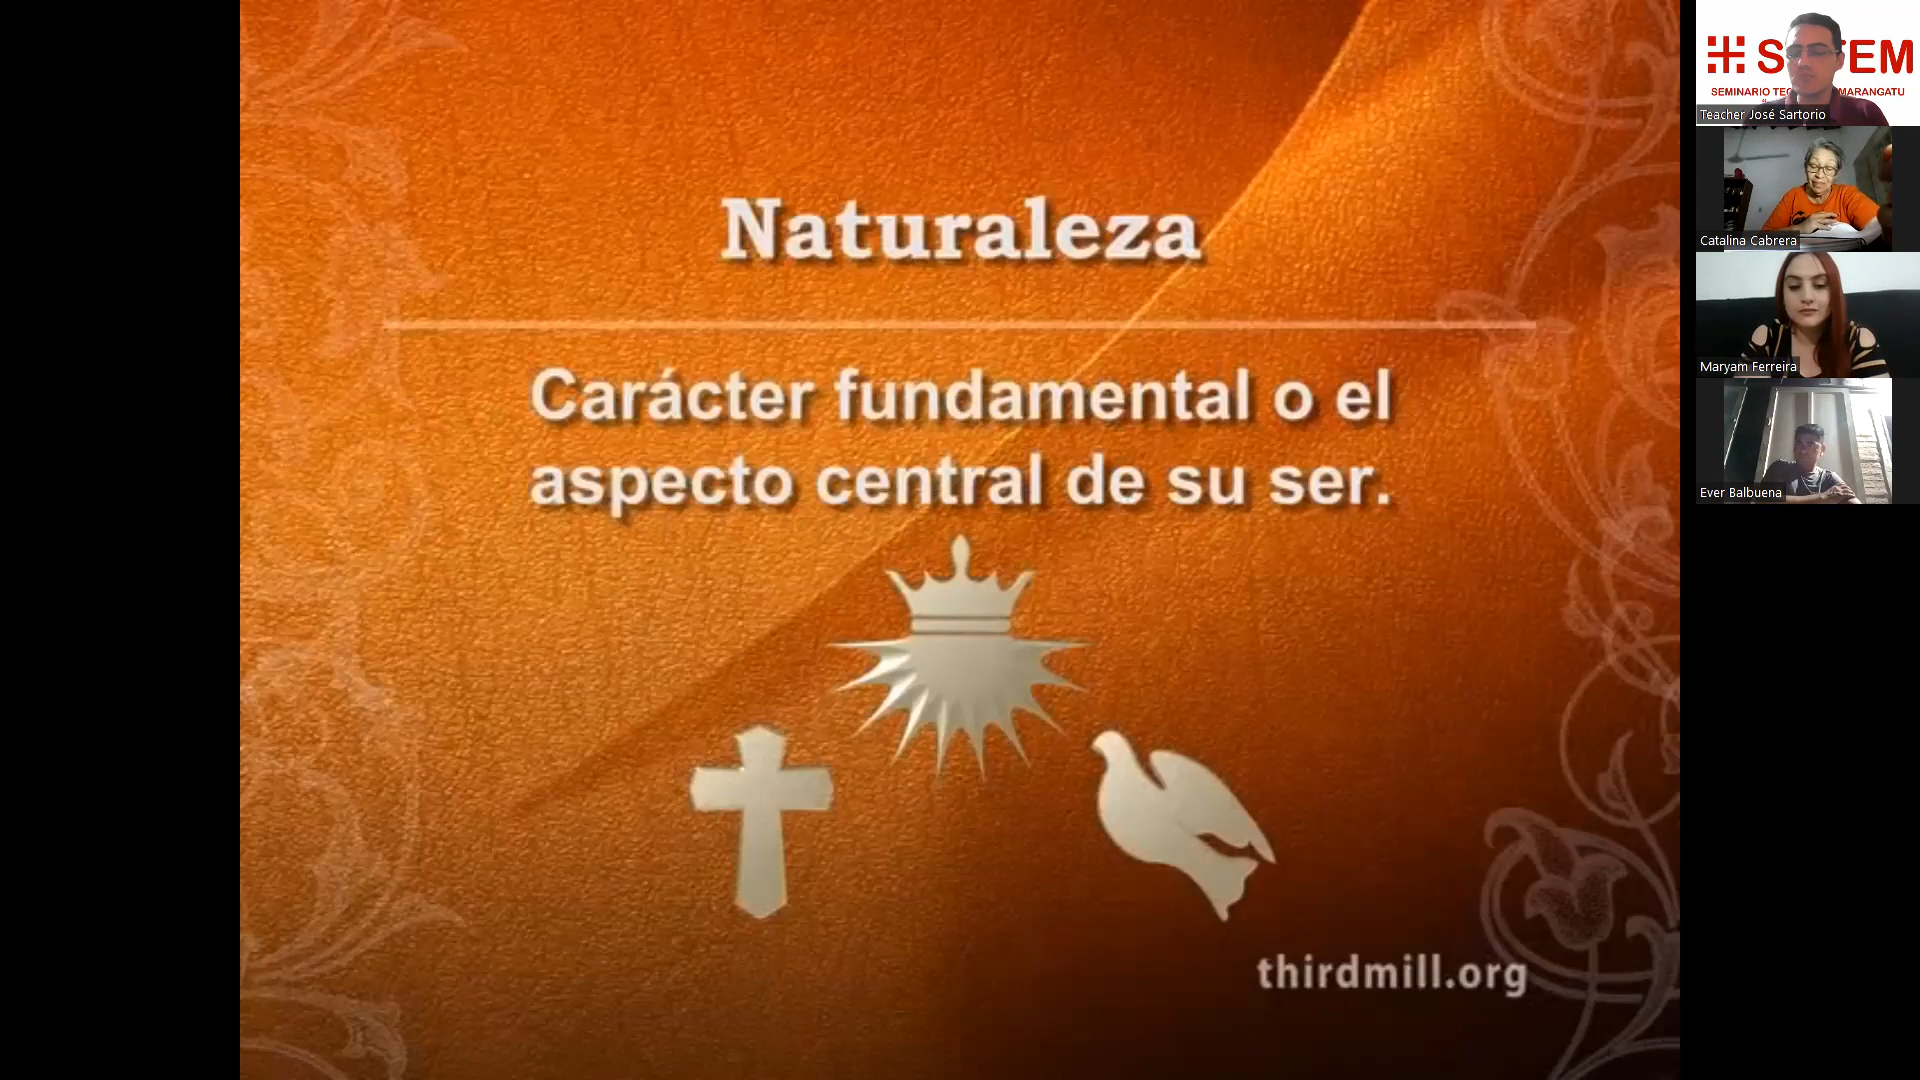 Naturaleza
Carácter fundamental o el
aspecto central de su ser.
thirdmill.org
SEMINARIO
MARANGATU
Teacher José Sartorio
Catalina Cabrera
Maryam Ferreira
Ever Balbuena